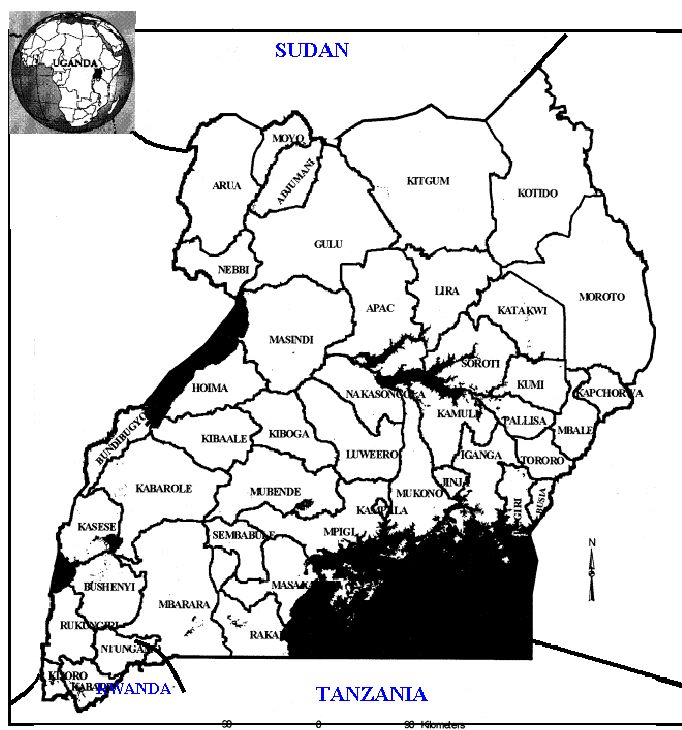 SUDAN
UGANDA
MOYO
ADJUMANI
ARUA
KITGUM
KOTIDO
GULU
NEBBI
LIRA
MOROTO
APAC
KATAKWI
MASINDI
SOROTI
HOIMA
KUMI
KAPCHORWA
NAKASONGOLA
KAMULI
PALLISA
BUNDIBUGYO
KIBAALE
KIBOGA
MBALE
LUWEERO
IGANGA
TORORO
KABAROLE
MUBENDE
MUKONO
JINJA
KAMPALA
BUSIA
KASESE
SEMBABULE
MPIGI
N
BUSHENYI
MBARARA
RUKUNGIRI
RAKAI
NTUNGAMO
KISORO
RWANDA
TANZANIA
90
0
90 Kilometers